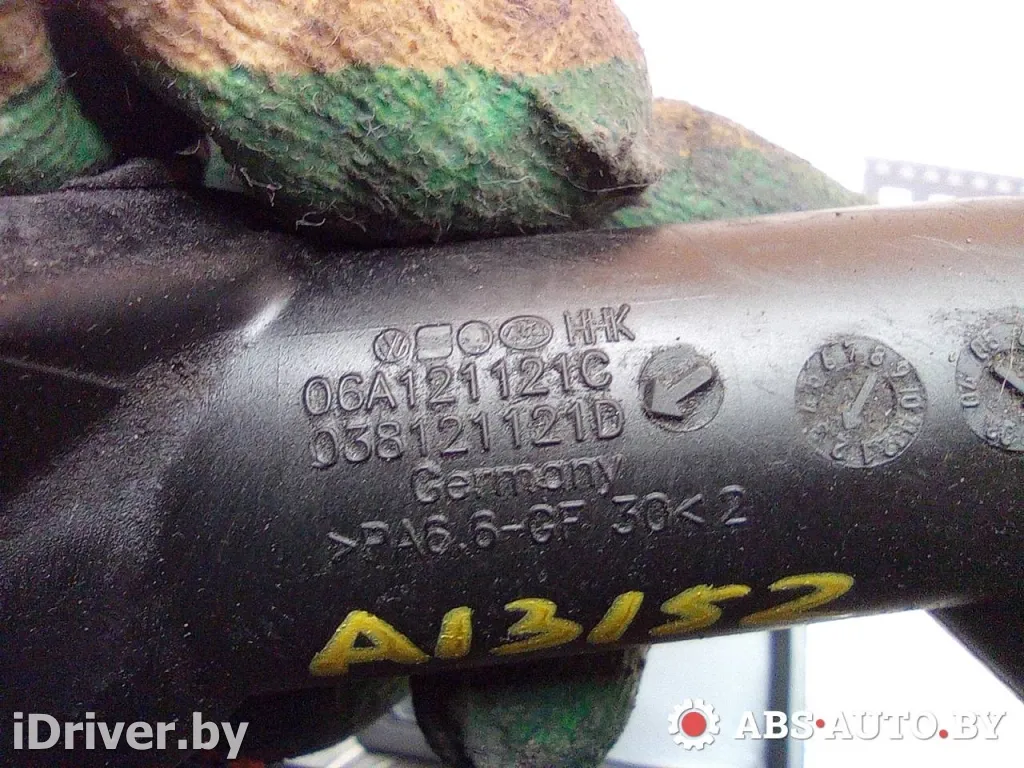 HHK
06A121121C
038121121D
Germany
>PA6.6-GF 30< 2
A13152
iDriver.by
ABS-AUTO.BY